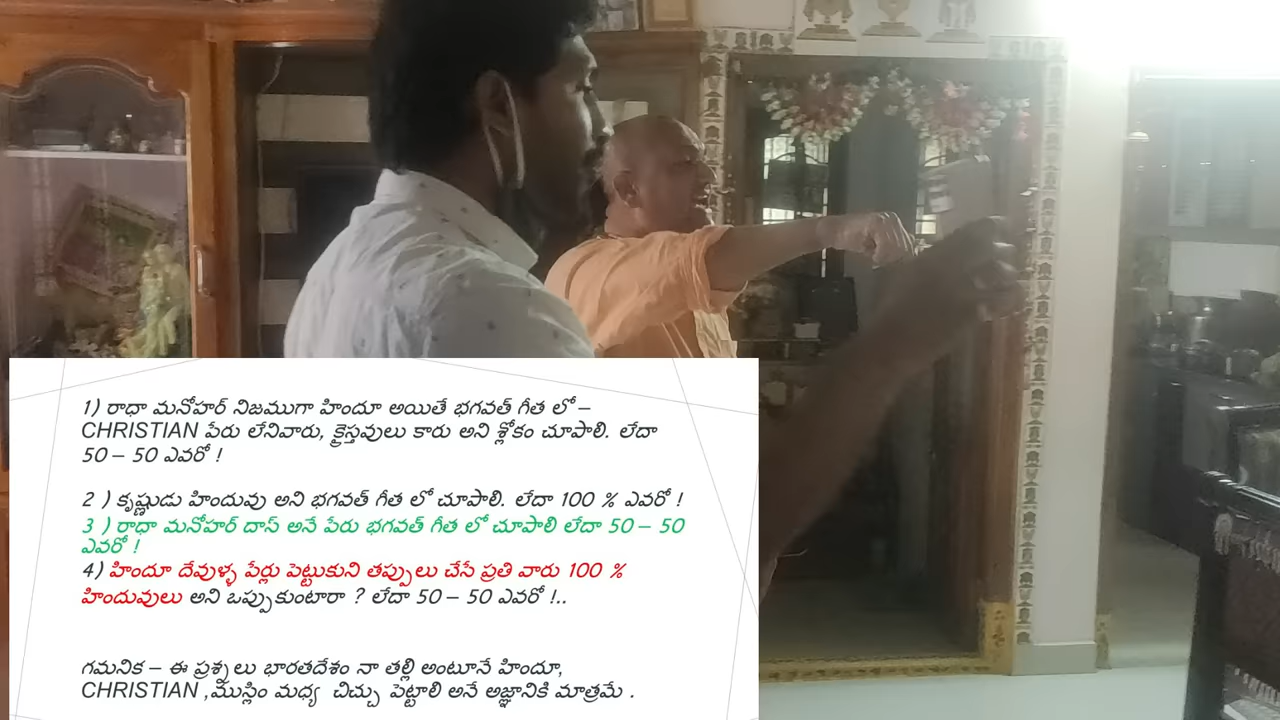 1) రాధా మనోహర్ నిజముగా హిందూ అయితే భగవత్ గీత లో –
CHRISTIAN పేరు లేనివారు, క్రైస్తవులు కారు అని శ్లోకం చూపాలి. లేదా
50 – 50 ఎవరో !
2 ) కృష్ణుడు హిందువు అని భగవత్ గీత లో చూపాలి. లేదా 100 % ఎవరో !
3 ) రాధా మనోహర్ దాస్ అనే పేరు భగవత్ గీత లో చూపాలి లేదా 50 – 50
ఎవరో !
4) హిందూ దేవుళ్ళ పేర్లు పెట్టుకుని తప్పులు చేసే ప్రతి వారు 100 %
హిందువులు అని ఒప్పుకుంటారా ? లేదా 50 – 50 ఎవరో !..
గమనిక – ఈ ప్రశ్నలు భారతదేశం నా తల్లి అంటూనే హిందూ,
CHRISTIAN ,ముస్లిం మధ్య చిచ్చు పెట్టాలి అనే అజ్ఞానికి మాత్రమే .